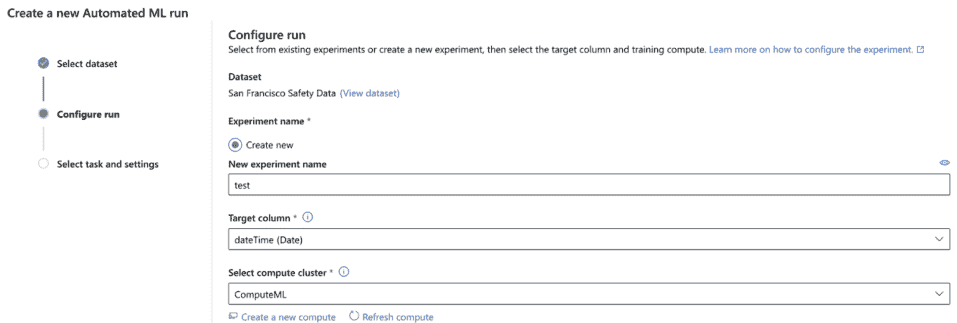 Create a new Automated ML run
Select dataset
Configure run
Select task and settings
Configure run
Select from existing experiments or create a new experiment, then select the target column and training compute. Learn more on how to configure the experiment.
Dataset
San Francisco Safety Data (View dataset)
Experiment name *
Create new
New experiment name
test
Target column *
dateTime (Date)
Select compute cluster *
ComputeML
Create a new compute Refresh compute